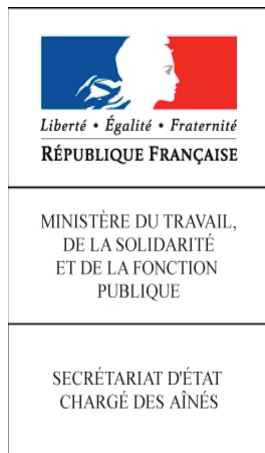 Liberté • Égalité • Fraternité
RÉPUBLIQUE FRANÇAISE
MINISTÈRE DU TRAVAIL,
DE LA SOLIDARITÉ
ET DE LA FONCTION
PUBLIQUE
SECRÉTARIAT D'ÉTAT
CHARGÉ DES AÎNÉS